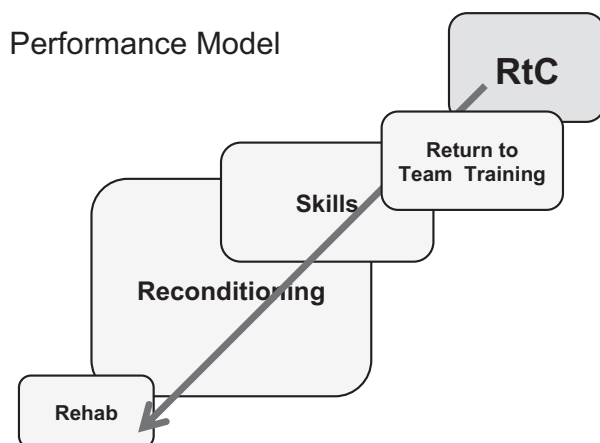 Performance Model
RtC
Return to
Team Training
Skills
Reconditioning
Rehab